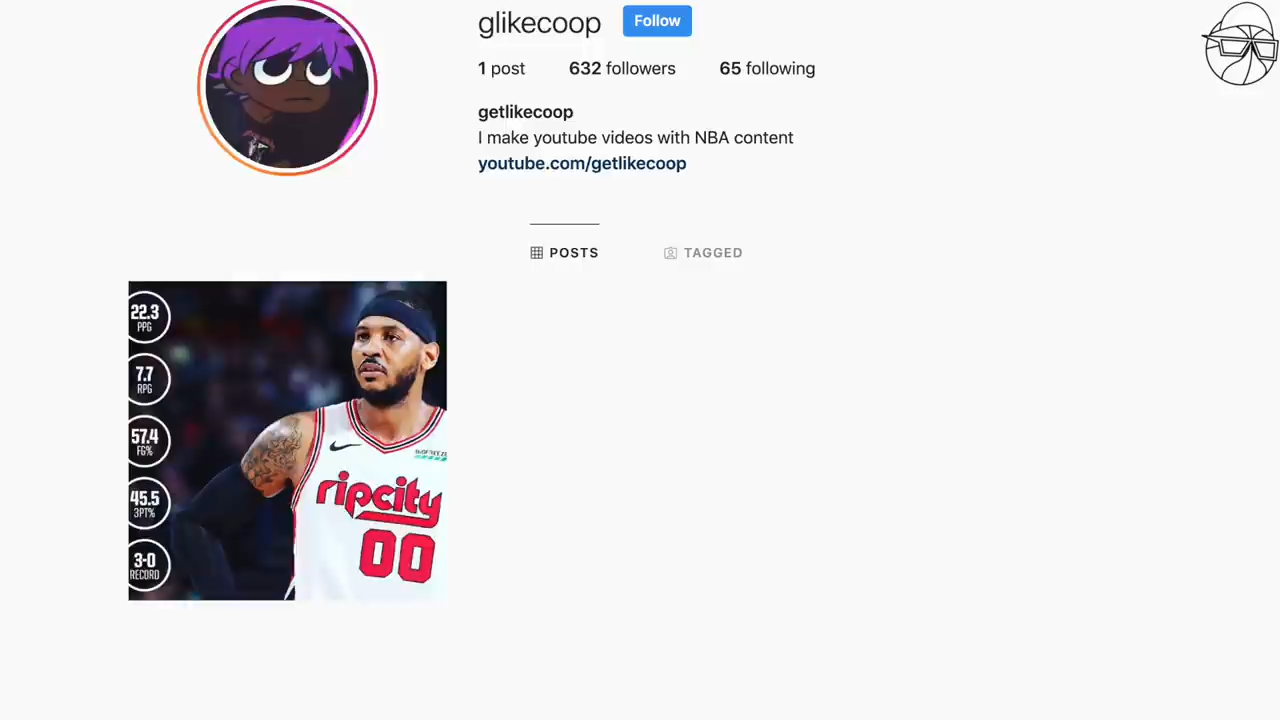 glikecoop Follow
1 post 632 followers 65 following
getlikecoop
I make youtube videos with NBA content
youtube.com/getlikecoop
POSTS TAGGED
22.3
PPG
7.7
RPG
57.4
FG%
45.5
3PT%
3-0
RECORD
ripcity
00